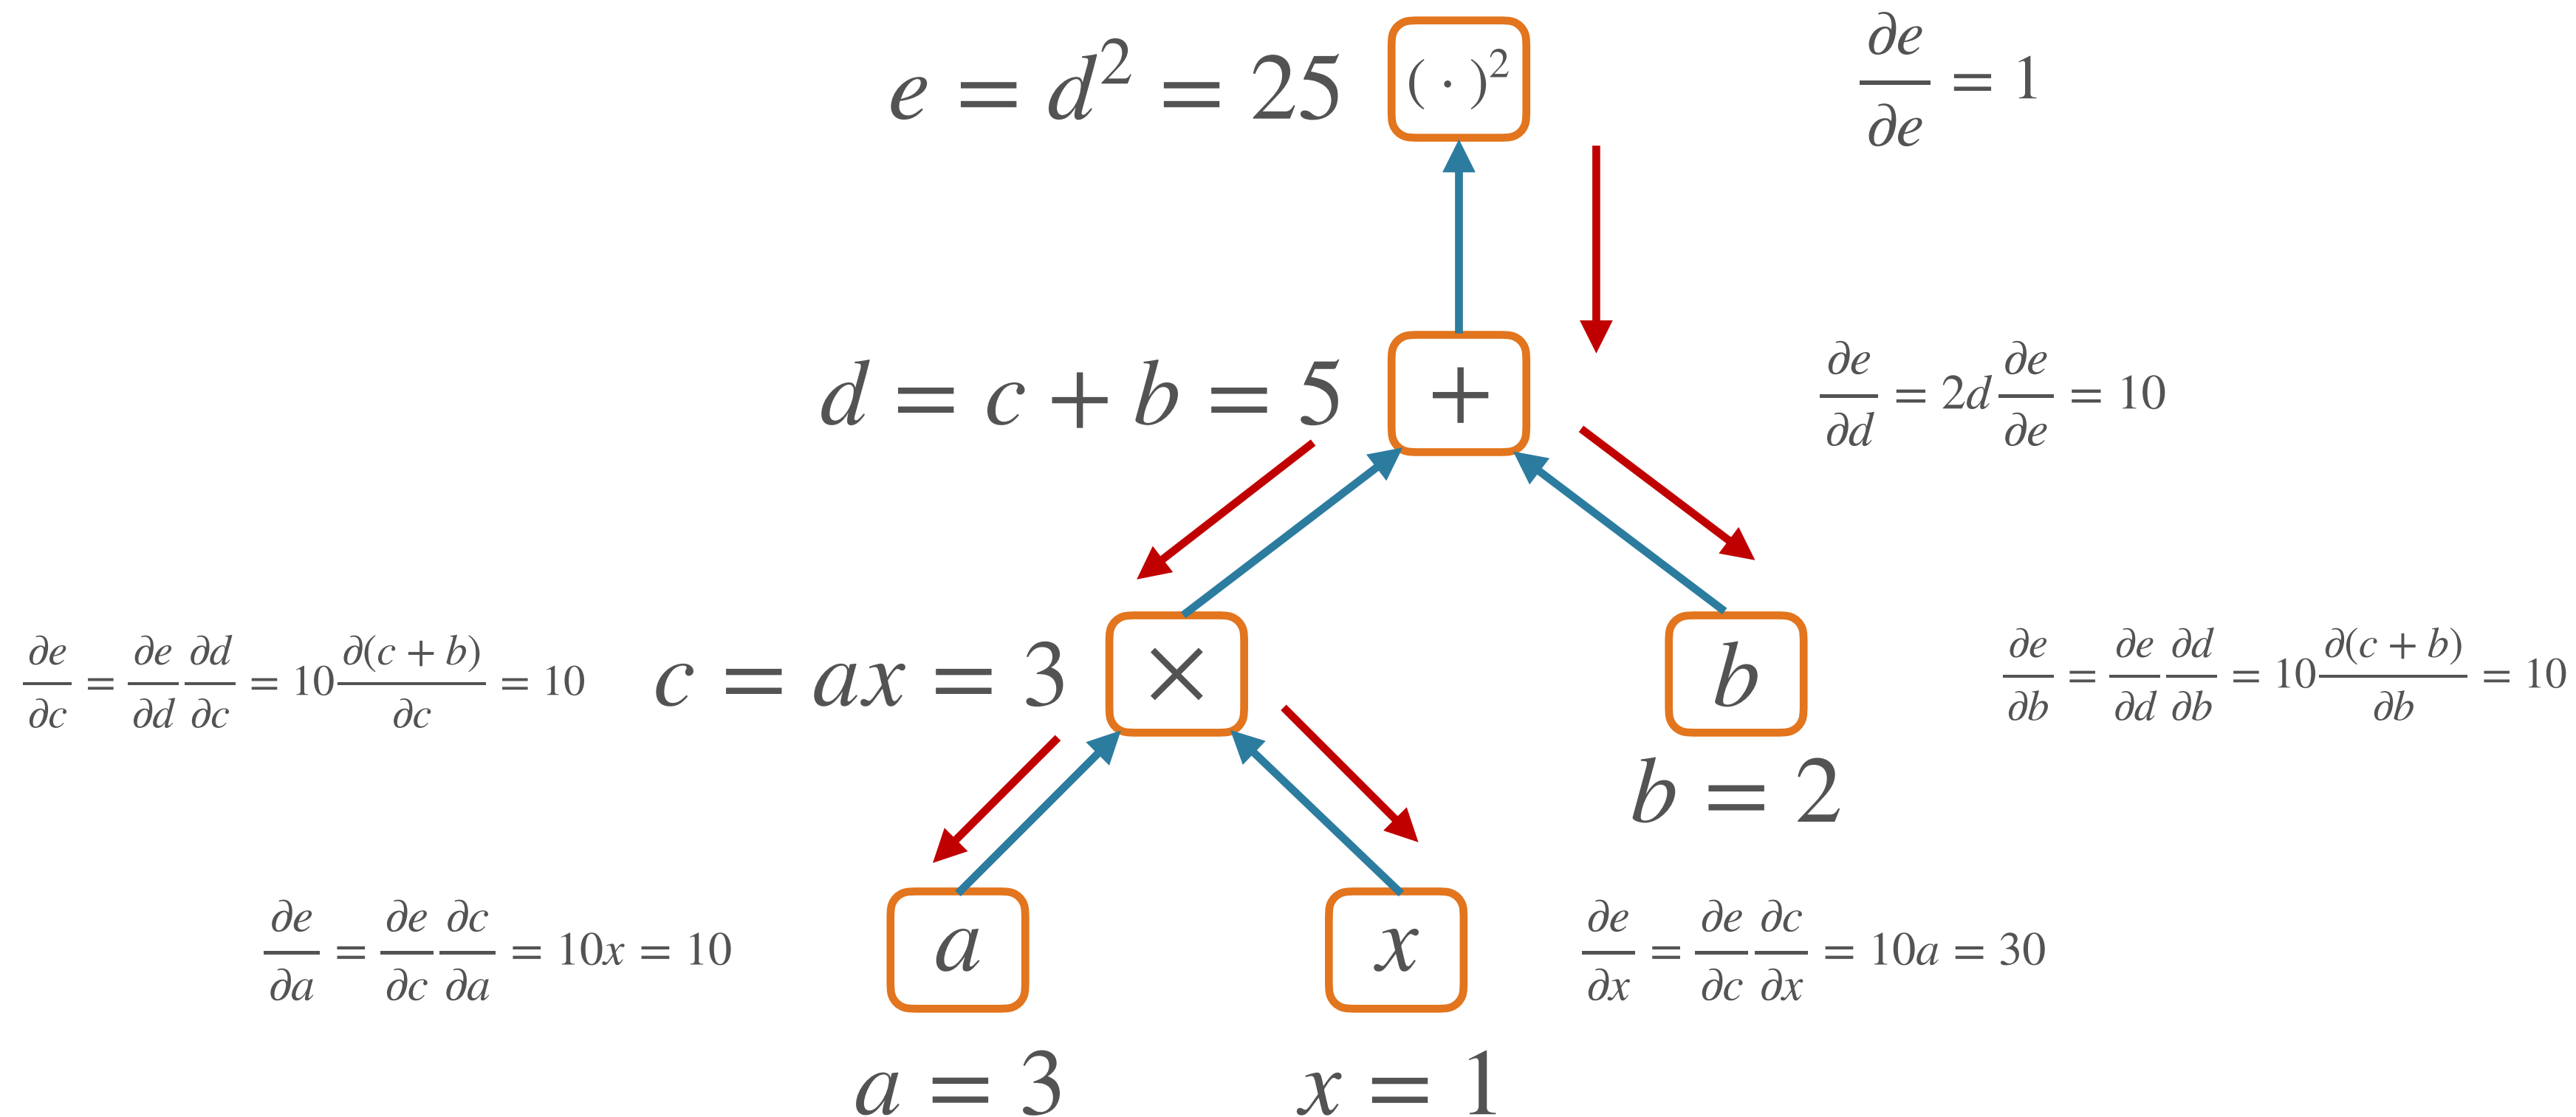 e = d² = 25
( · )²
∂e/∂e = 1
d = c + b = 5
+
∂e/∂d = 2d ∂e/∂e = 10
∂e/∂c = ∂e/∂d ∂d/∂c = 10 ∂(c + b)/∂c = 10
c = ax = 3
×
b
b = 2
∂e/∂b = ∂e/∂d ∂d/∂b = 10 ∂(c + b)/∂b = 10
∂e/∂a = ∂e/∂c ∂c/∂a = 10x = 10
a
x
∂e/∂x = ∂e/∂c ∂c/∂x = 10a = 30
a = 3
x = 1